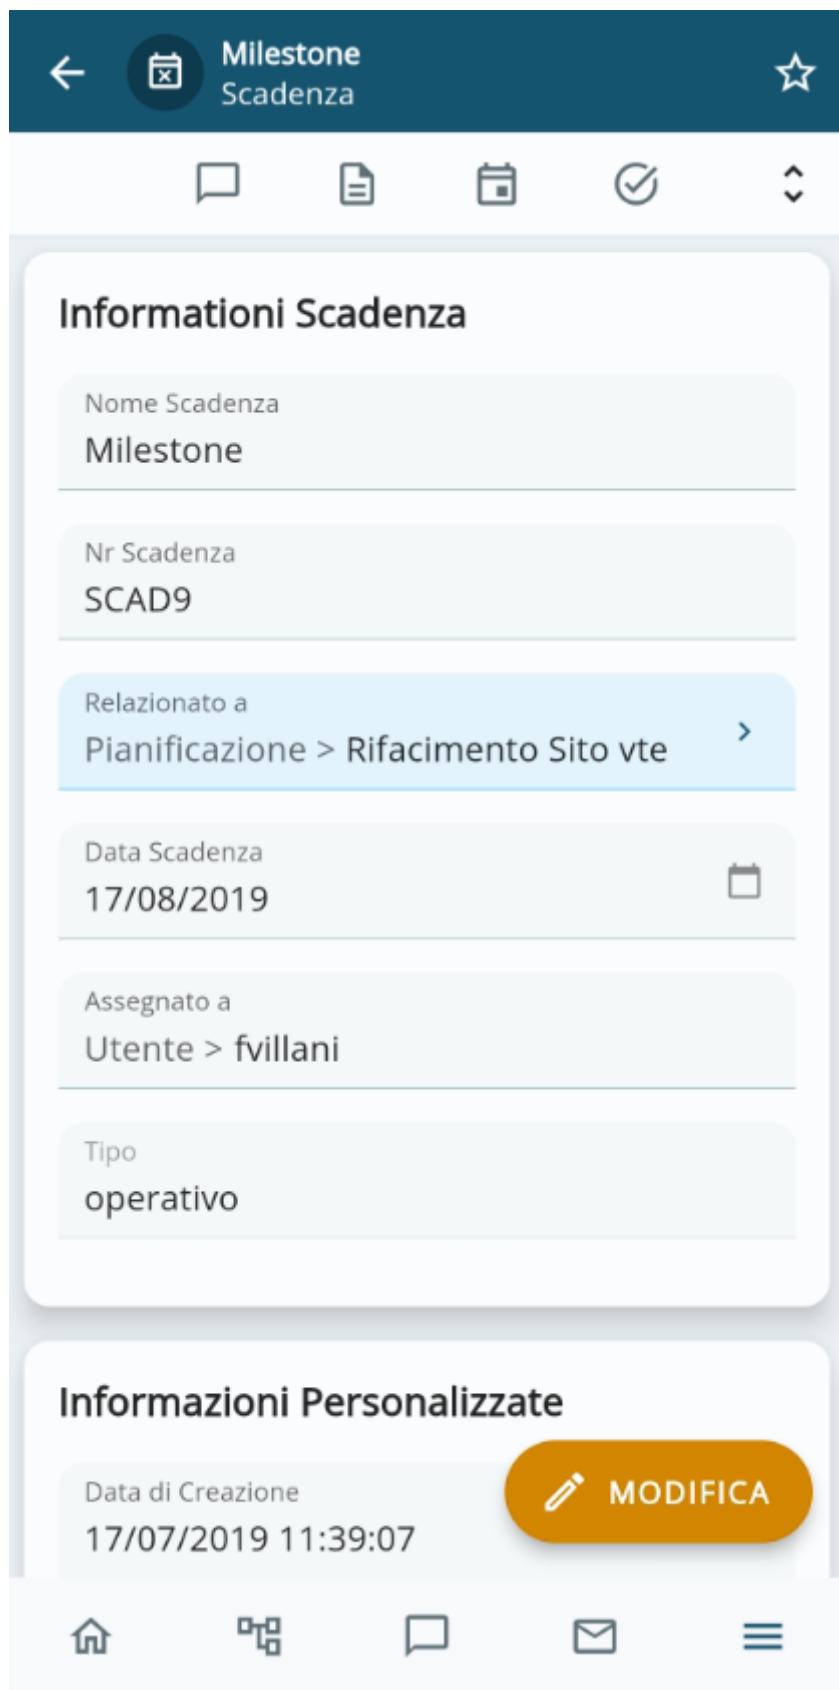 Milestone
Scadenza
Informationi Scadenza
Nome Scadenza
Milestone
Nr Scadenza
SCAD9
Relazionato a
Pianificazione > Rifacimento Sito vte
Data Scadenza
17/08/2019
Assegnato a
Utente > fvillani
Tipo
operativo
Informazioni Personalizzate
Data di Creazione
17/07/2019 11:39:07
MODIFICA